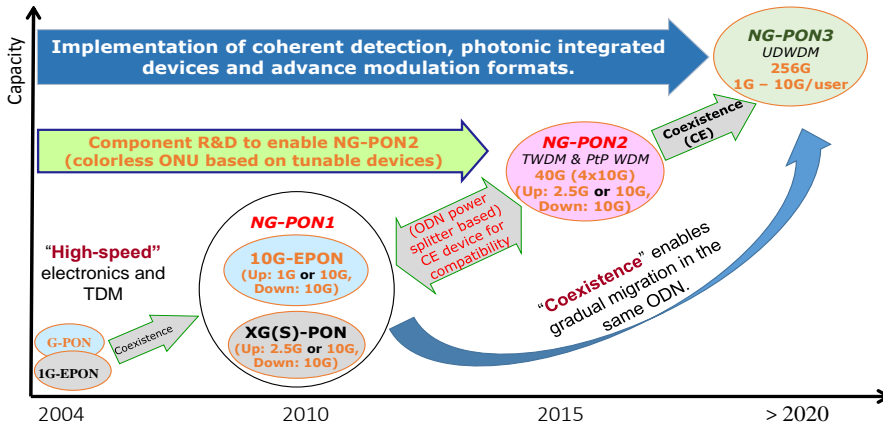 Capacity
Implementation of coherent detection, photonic integrated
devices and advance modulation formats.
NG-PON3
UDWDM
256G
1G – 10G/user
Component R&D to enable NG-PON2
(colorless ONU based on tunable devices)
NG-PON2
TWDM & PtP WDM
40G (4x10G)
(Up: 2.5G or 10G,
Down: 10G)
Coexistence
(CE)
NG-PON1
10G-EPON
(Up: 1G or 10G,
Down: 10G)
XG(S)-PON
(Up: 2.5G or 10G,
Down: 10G)
(ODN power
splitter based)
CE device for
compatibility
"High-speed"
electronics and
TDM
G-PON
1G-EPON
Coexistence
"Coexistence" enables
gradual migration in the
same ODN.
2004
2010
2015
> 2020